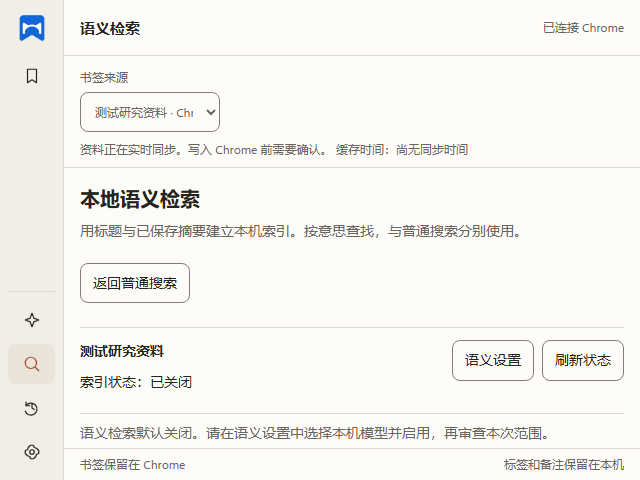 语义检索
已连接 Chrome
书签来源
测试研究资料 · Chr
资料正在实时同步。写入 Chrome 前需要确认。 缓存时间：尚无同步时间
本地语义检索
用标题与已保存摘要建立本机索引。按意思查找，与普通搜索分别使用。
返回普通搜索
测试研究资料
语义设置
刷新状态
索引状态：已关闭
语义检索默认关闭。请在语义设置中选择本机模型并启用，再审查本次范围。
书签保留在 Chrome
标签和备注保留在本机